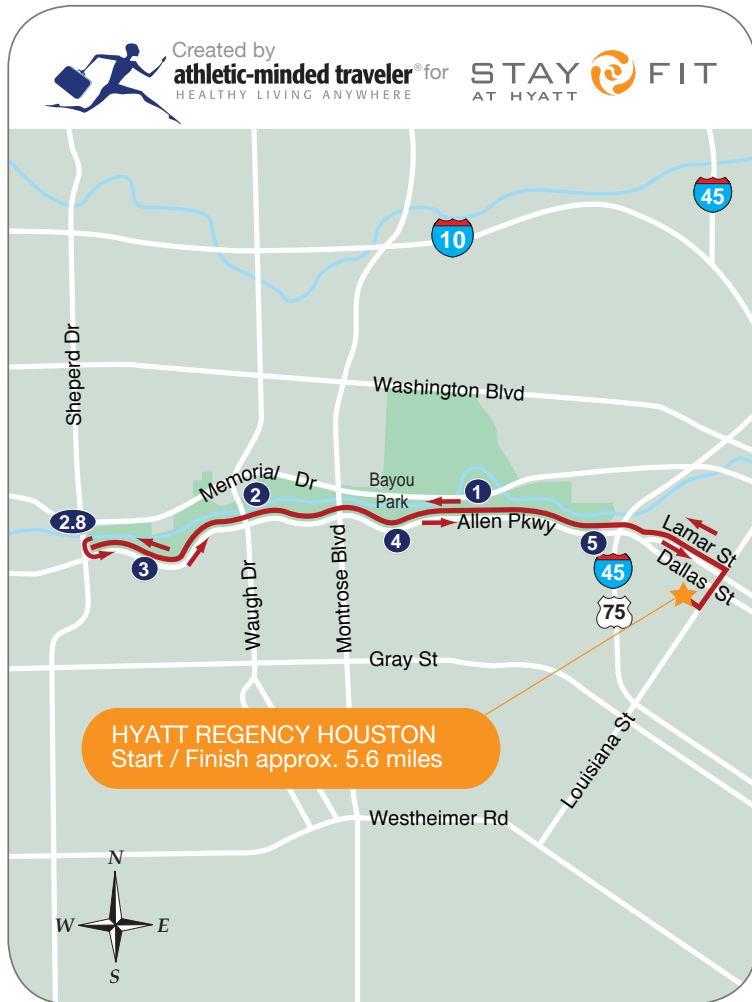 Created by
athletic-minded traveler® for
HEALTHY LIVING ANYWHERE
STAY FIT
AT HYATT
45
10
Sheperd Dr
Washington Blvd
Memorial Dr
Bayou
Park
2.8
2
1
3
4
5
Allen Pkwy
Lamar St
Dallas St
45
75
Waugh Dr
Montrose Blvd
Gray St
HYATT REGENCY HOUSTON
Start / Finish approx. 5.6 miles
Louisiana St
Westheimer Rd
N
W
E
S